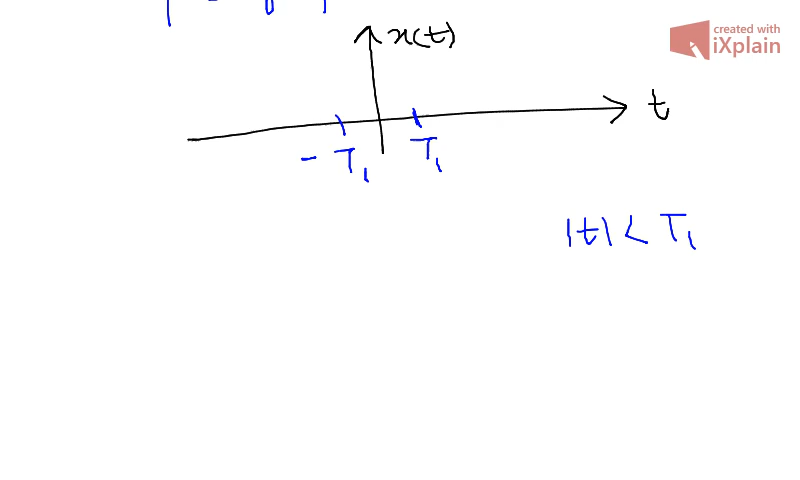 created with
iXplain
x(t)
t
- T₁ T₁
|t| < T₁